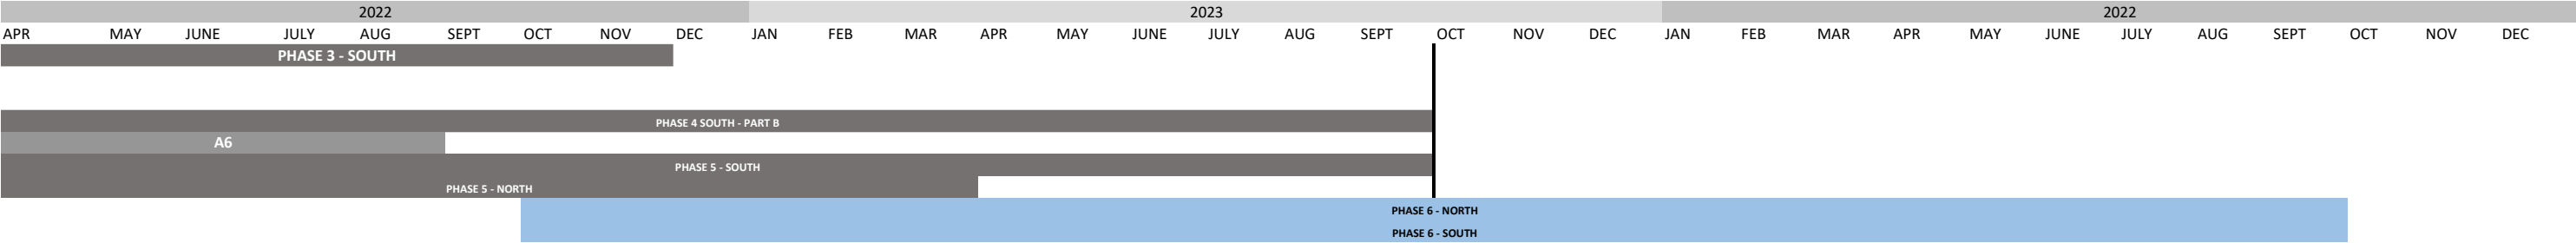 2022 2023 2022
APR MAY JUNE JULY AUG SEPT OCT NOV DEC JAN FEB MAR APR MAY JUNE JULY AUG SEPT OCT NOV DEC JAN FEB MAR APR MAY JUNE JULY AUG SEPT OCT NOV DEC
PHASE 3 - SOUTH
PHASE 4 SOUTH - PART B
A6
PHASE 5 - SOUTH
PHASE 5 - NORTH
PHASE 6 - NORTH
PHASE 6 - SOUTH